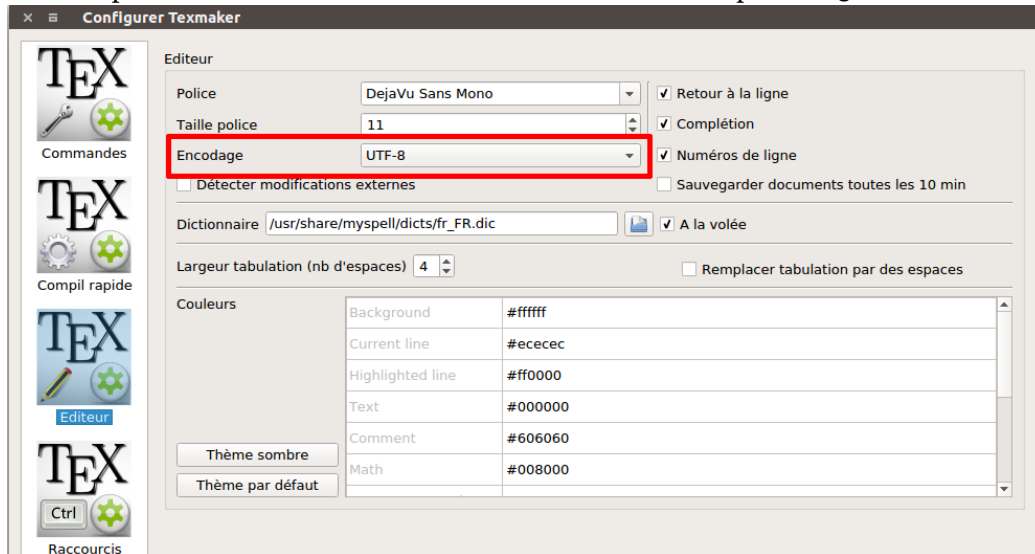 Configurer Texmaker
TEX
Commandes
TEX
Compil rapide
TEX
Editeur
TEX
Ctrl
Raccourcis
Editeur
Police DejaVu Sans Mono Retour à la ligne
Taille police 11 Complétion
Encodage UTF-8 Numéros de ligne
Détecter modifications externes Sauvegarder documents toutes les 10 min
Dictionnaire /usr/share/myspell/dicts/fr_FR.dic A la volée
Largeur tabulation (nb d'espaces) 4 Remplacer tabulation par des espaces
Couleurs
Background #ffffff
Current line #ececec
Highlighted line #ff0000
Text #000000
Comment #606060
Math #008000
Thème sombre
Thème par défaut